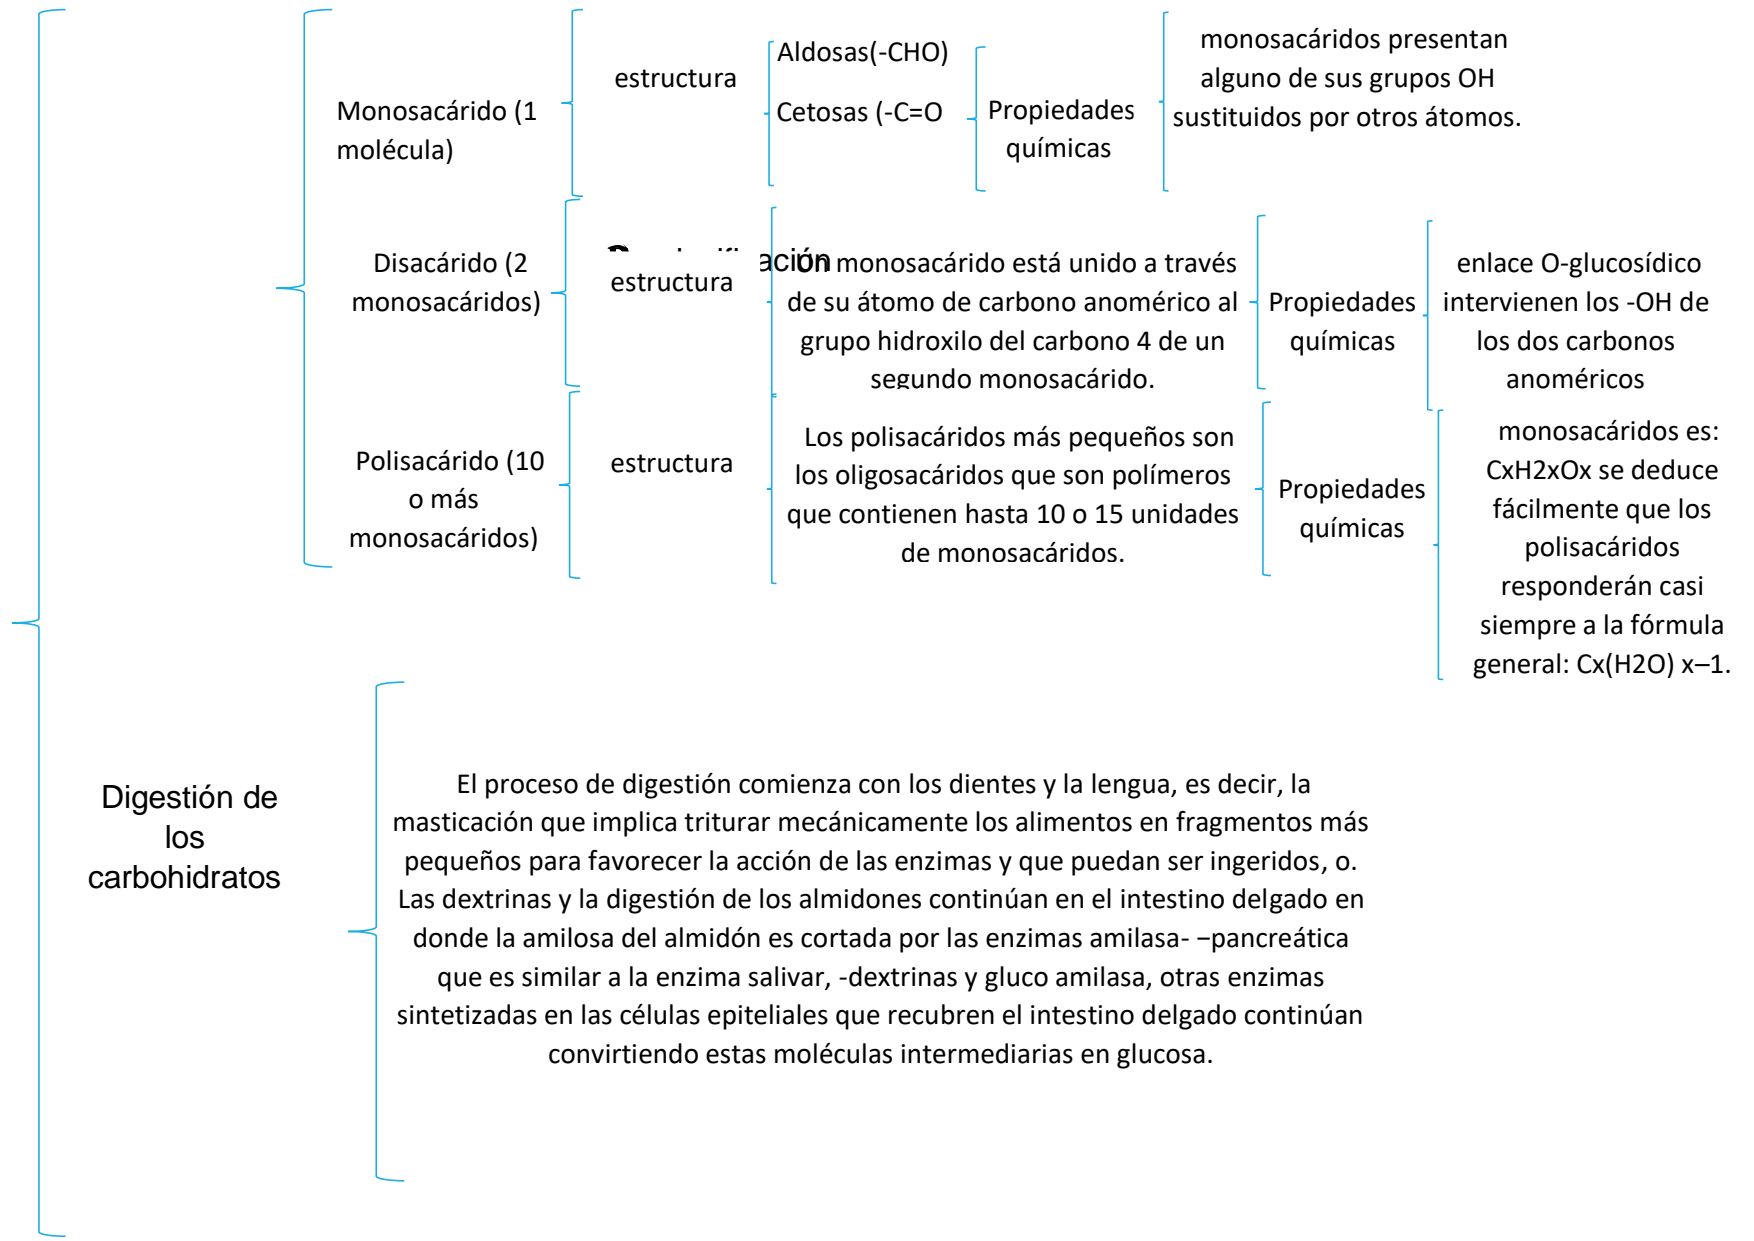 Monosacárido (1
molécula)
estructura
Aldosas(-CHO)
Cetosas (-C=O
Propiedades
químicas
monosacáridos presentan
alguno de sus grupos OH
sustituidos por otros átomos.
Disacárido (2
monosacáridos)
estructura
Un monosacárido está unido a través
de su átomo de carbono anomérico al
grupo hidroxilo del carbono 4 de un
segundo monosacárido.
Propiedades
químicas
enlace O-glucosídico
intervienen los -OH de
los dos carbonos
anoméricos
Polisacárido (10
o más
monosacáridos)
estructura
Los polisacáridos más pequeños son
los oligosacáridos que son polímeros
que contienen hasta 10 o 15 unidades
de monosacáridos.
Propiedades
químicas
monosacáridos es:
CxH2xOx se deduce
fácilmente que los
polisacáridos
responderán casi
siempre a la fórmula
general: Cx(H2O) x–1.
Digestión de
los
carbohidratos
El proceso de digestión comienza con los dientes y la lengua, es decir, la
masticación que implica triturar mecánicamente los alimentos en fragmentos más
pequeños para favorecer la acción de las enzimas y que puedan ser ingeridos, o.
Las dextrinas y la digestión de los almidones continúan en el intestino delgado en
donde la amilosa del almidón es cortada por las enzimas amilasa- −pancreática
que es similar a la enzima salivar, -dextrinas y gluco amilasa, otras enzimas
sintetizadas en las células epiteliales que recubren el intestino delgado continúan
convirtiendo estas moléculas intermediarias en glucosa.